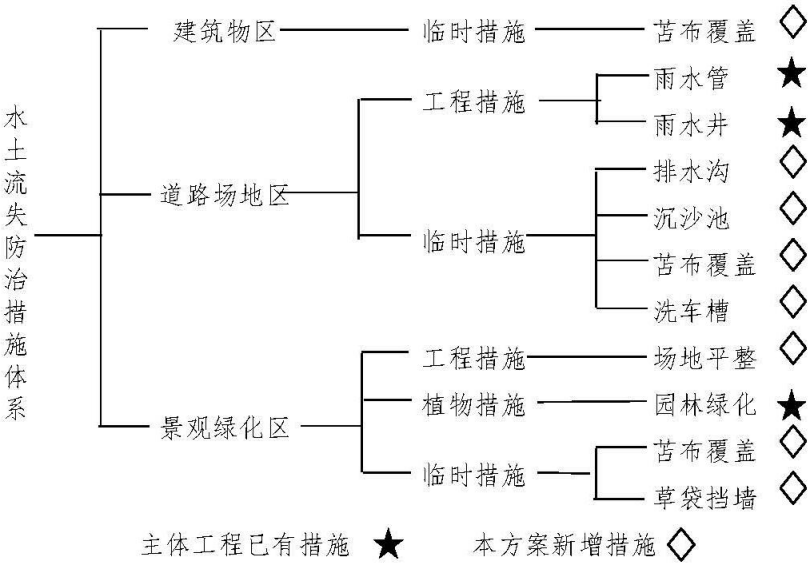 水土流失防治措施体系
建筑物区 临时措施 苫布覆盖 ◇
雨水管 ★
工程措施
雨水井 ★
道路场地区
排水沟 ◇
沉沙池 ◇
临时措施
苫布覆盖 ◇
洗车槽 ◇
工程措施 场地平整 ◇
景观绿化区
植物措施 园林绿化 ★
苫布覆盖 ◇
临时措施
草袋挡墙 ◇
主体工程已有措施 ★ 本方案新增措施 ◇